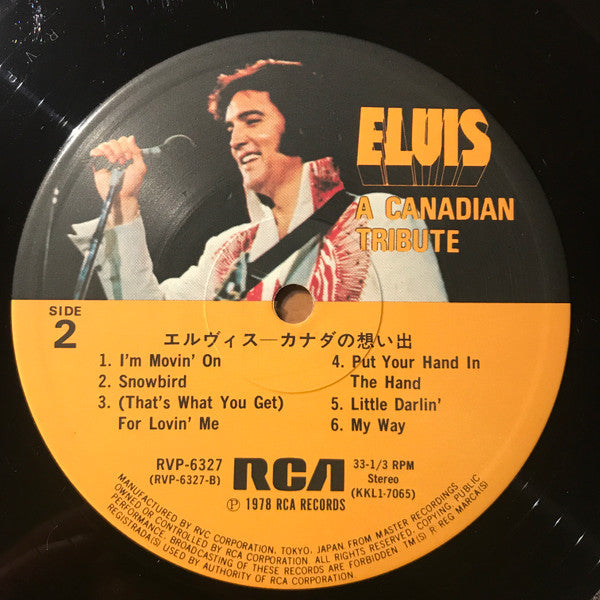 ELVIS
A CANADIAN
TRIBUTE
SIDE
2
エルヴィス—カナダの想い出
1. I'm Movin' On
2. Snowbird
3. (That's What You Get)
For Lovin' Me
4. Put Your Hand In
The Hand
5. Little Darlin'
6. My Way
RVP-6327
(RVP-6327-B)
RCA
33-1/3 RPM
Stereo
(KKL1-7065)
Ⓟ 1978 RCA RECORDS
MANUFACTURED BY RVC CORPORATION, TOKYO, JAPAN FROM MASTER RECORDINGS
OWNED OR CONTROLLED BY RCA CORPORATION. ALL RIGHTS RESERVED, COPYING, PUBLIC
PERFORMANCE, BROADCASTING OF THESE RECORDS ARE FORBIDDEN. TM(S) R REG MARCA(S)
REGISTRADA(S) USED BY AUTHORITY OF RCA CORPORATION